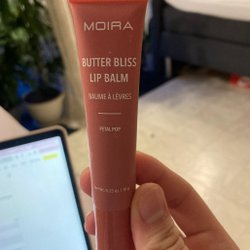 MOIRA
BUTTER BLISS
LIP BALM
BAUME À LÈVRES
PETAL POP